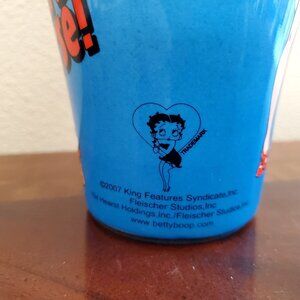 TRADEMARK
©2007 King Features Syndicate,Inc
Fleischer Studios,Inc
Hearst Holdings,inc./Fleischer Studios,Inc
www.bettyboop.com